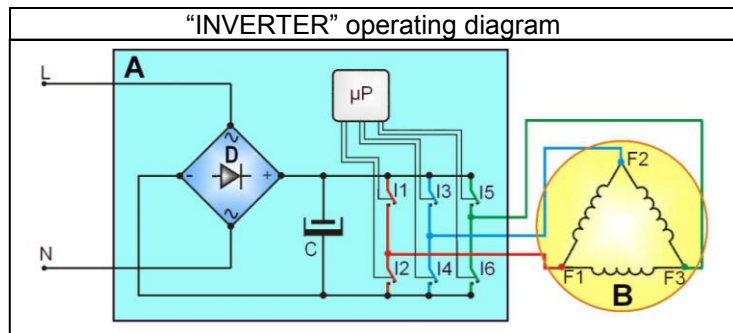 “INVERTER” operating diagram
A
L
µP
D
-
+
I1
I3
I5
F2
C
I2
I4
I6
N
F1
F3
B